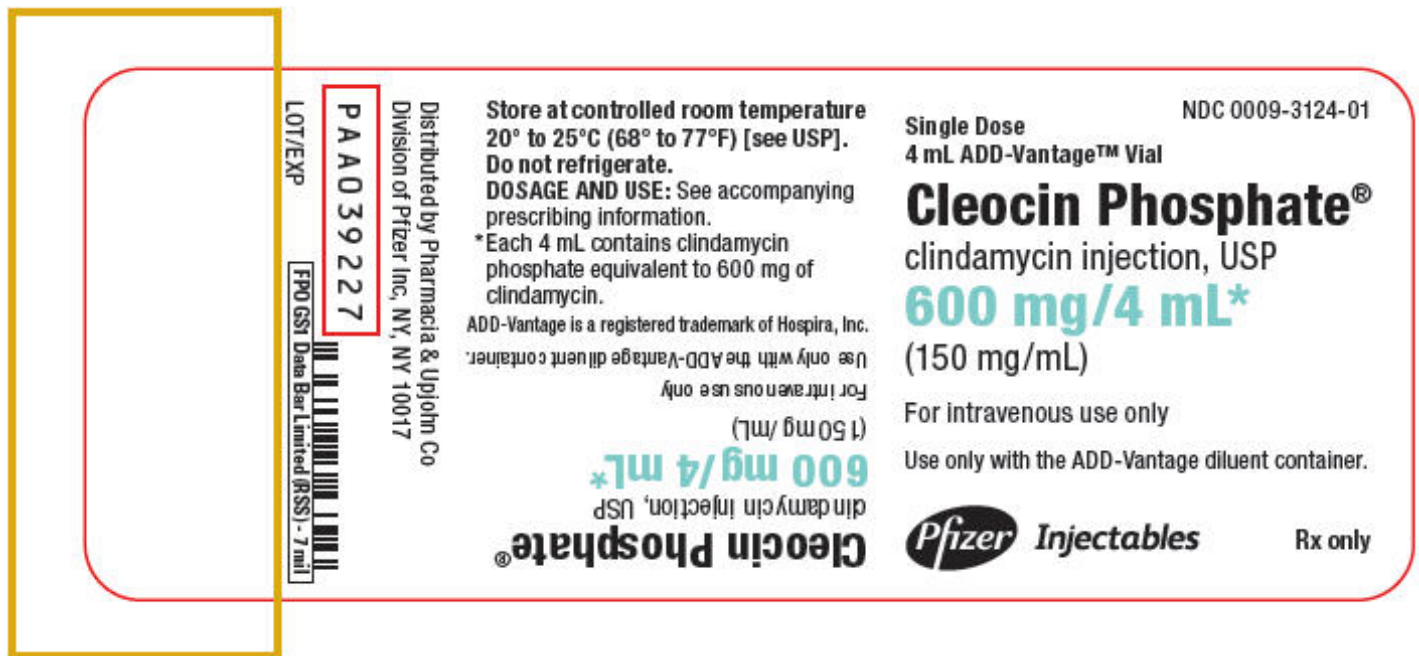 LOT/EXP
PAA039227
FPO GS1 Data Bar Limited (RSS) - 7 mil
Distributed by Pharmacia & Upjohn Co
Division of Pfizer Inc, NY, NY 10017
Store at controlled room temperature
20° to 25°C (68° to 77°F) [see USP].
Do not refrigerate.
DOSAGE AND USE: See accompanying
prescribing information.
*Each 4 mL contains clindamycin
phosphate equivalent to 600 mg of
clindamycin.
ADD-Vantage is a registered trademark of Hospira, Inc.
Cleocin Phosphate®
clindamycin injection, USP
600 mg/4 mL*
(150 mg/mL)
For intravenous use only
Use only with the ADD-Vantage diluent container.
NDC 0009-3124-01
Single Dose
4 mL ADD-Vantage™ Vial
Cleocin Phosphate®
clindamycin injection, USP
600 mg/4 mL*
(150 mg/mL)
For intravenous use only
Use only with the ADD-Vantage diluent container.
Pfizer Injectables
Rx only